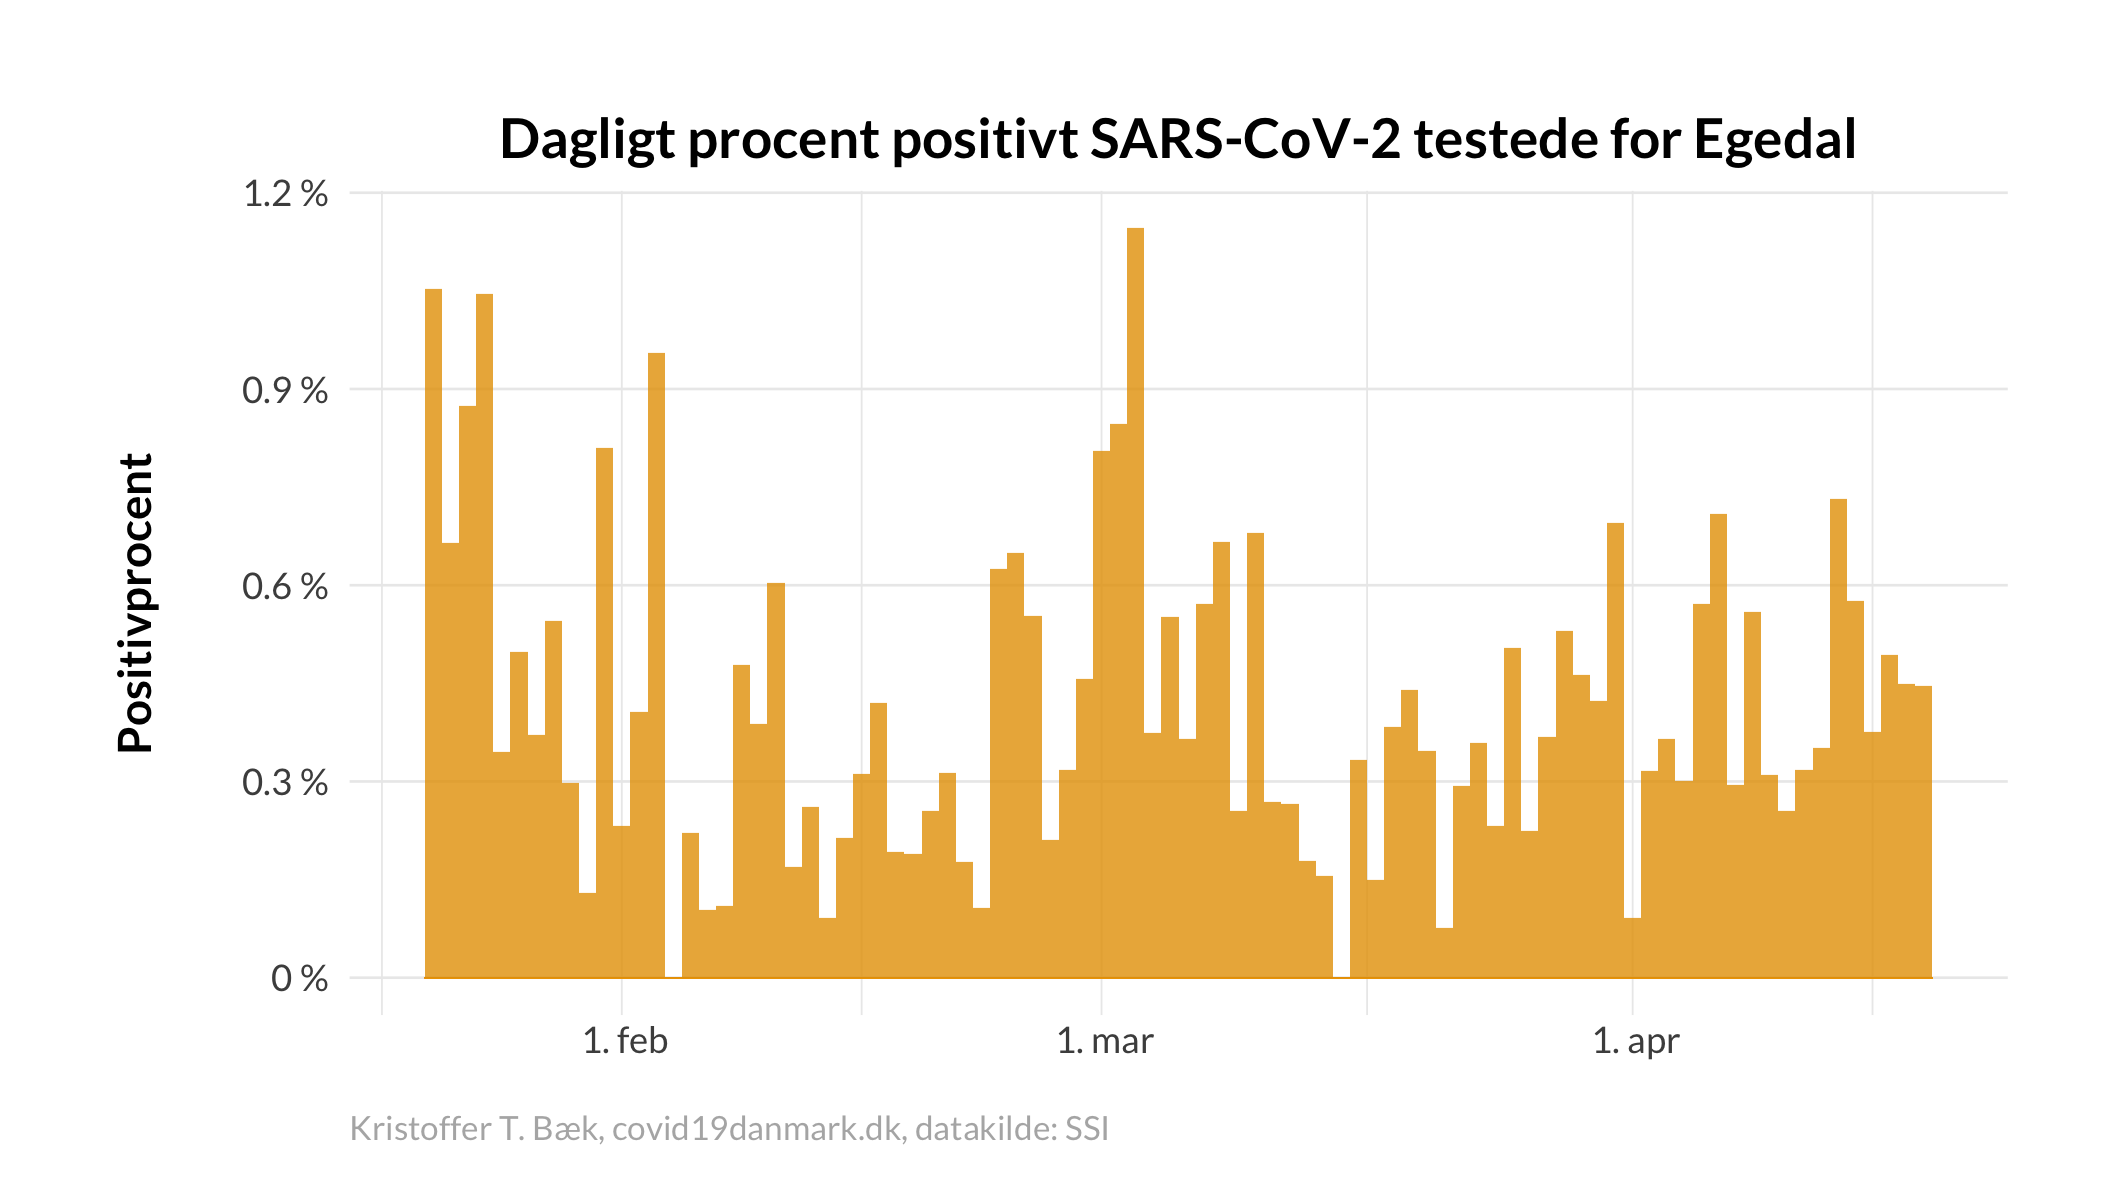 Dagligt procent positivt SARS-CoV-2 testede for Egedal
Positivprocent
1.2 %
0.9 %
0.6 %
0.3 %
0 %
1. feb
1. mar
1. apr
Kristoffer T. Bæk, covid19danmark.dk, datakilde: SSI